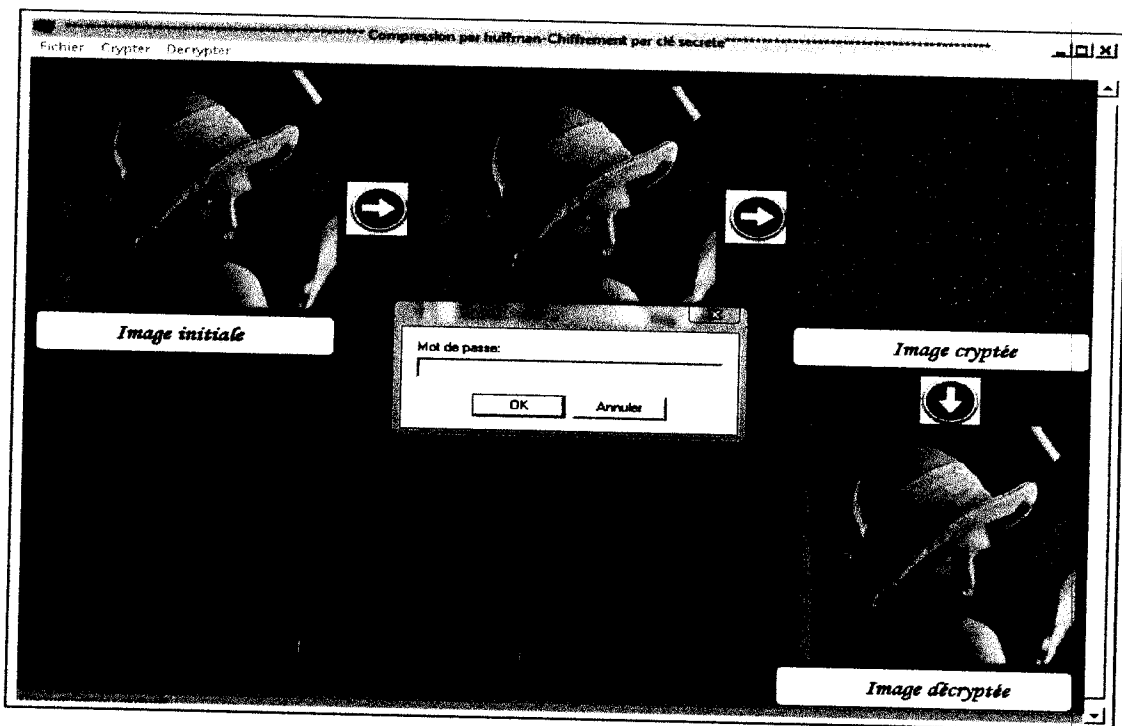 ******************************** Compression par huffman-Chiffrement par clé secrete********************************
Fichier Crypter Decrypter
Image initiale
Mot de passe:
OK Annuler
Image cryptée
Image décryptée